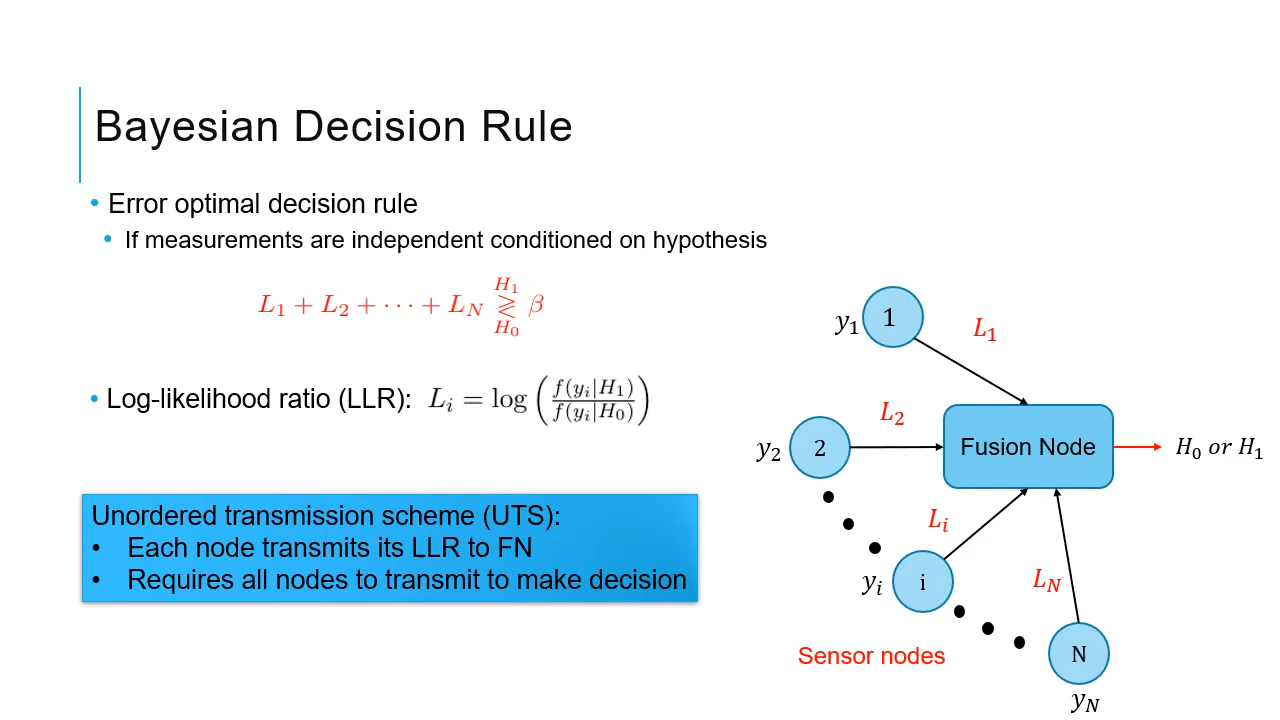 Bayesian Decision Rule
• Error optimal decision rule
• If measurements are independent conditioned on hypothesis
L₁ + L₂ + ··· + L_N ≷ β
H₁
H₀
• Log-likelihood ratio (LLR): L_i = log ( f(y_i|H₁) / f(y_i|H₀) )
Unordered transmission scheme (UTS):
• Each node transmits its LLR to FN
• Requires all nodes to transmit to make decision
y₁ 1 L₁
y₂ 2 L₂
Fusion Node
H₀ or H₁
y_i i L_i
L_N
N
y_N
Sensor nodes